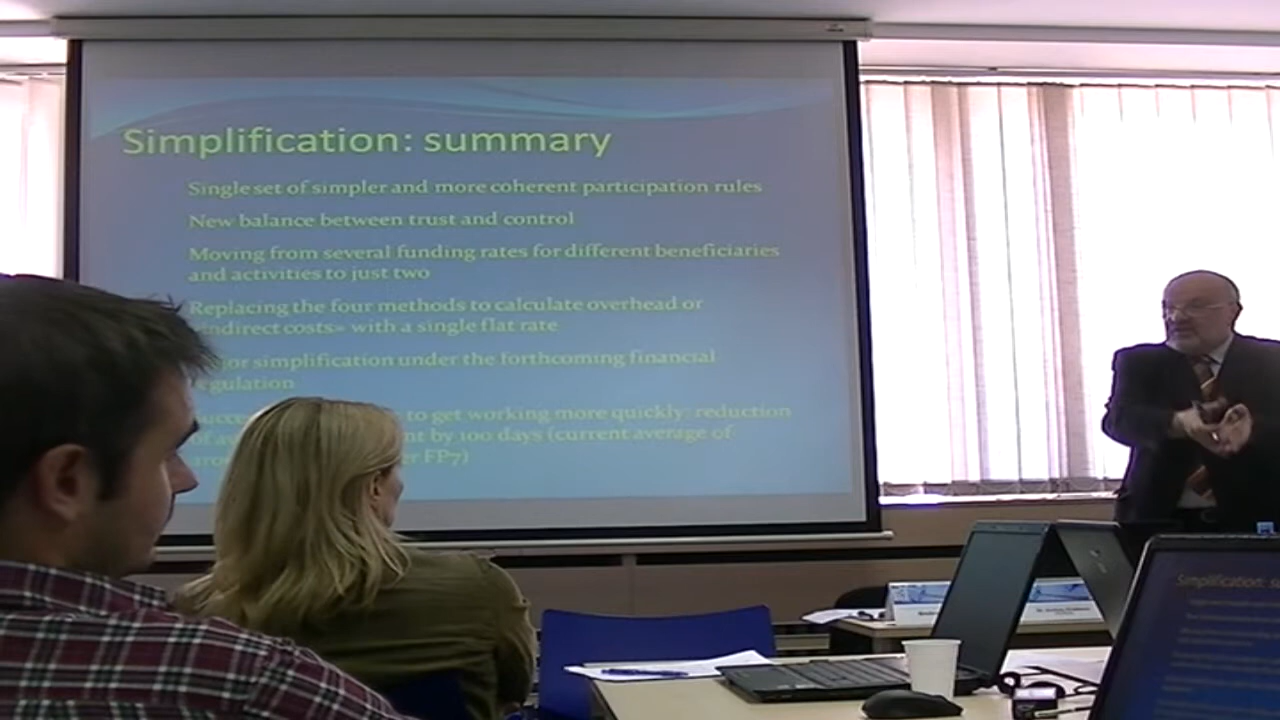 Simplification: summary
Single set of simpler and more coherent participation rules
New balance between trust and control
Moving from several funding rates for different beneficiaries
and activities to just two
Replacing the four methods to calculate overhead or
«indirect costs» with a single flat rate
simplification under the forthcoming financial
to get working more quickly: reduction
by 100 days (current average of
FP7)
Simplification: